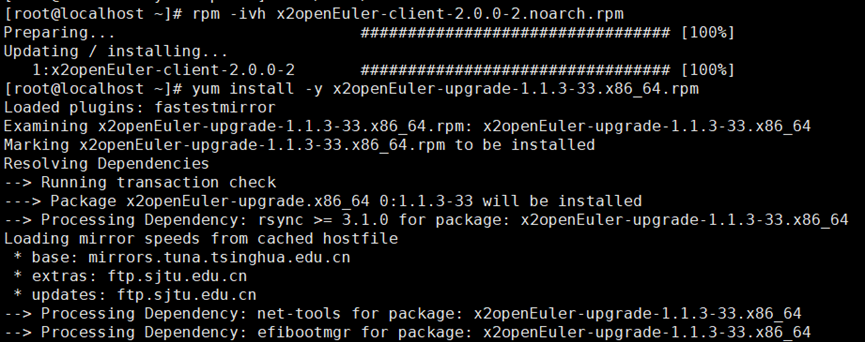 [root@localhost ~]# rpm -ivh x2openEuler-client-2.0.0-2.noarch.rpm
Preparing... ################################# [100%]
Updating / installing...
1:x2openEuler-client-2.0.0-2 ################################# [100%]
[root@localhost ~]# yum install -y x2openEuler-upgrade-1.1.3-33.x86_64.rpm
Loaded plugins: fastestmirror
Examining x2openEuler-upgrade-1.1.3-33.x86_64.rpm: x2openEuler-upgrade-1.1.3-33.x86_64
Marking x2openEuler-upgrade-1.1.3-33.x86_64.rpm to be installed
Resolving Dependencies
--> Running transaction check
---> Package x2openEuler-upgrade.x86_64 0:1.1.3-33 will be installed
--> Processing Dependency: rsync >= 3.1.0 for package: x2openEuler-upgrade-1.1.3-33.x86_64
Loading mirror speeds from cached hostfile
* base: mirrors.tuna.tsinghua.edu.cn
* extras: ftp.sjtu.edu.cn
* updates: ftp.sjtu.edu.cn
--> Processing Dependency: net-tools for package: x2openEuler-upgrade-1.1.3-33.x86_64
--> Processing Dependency: efibootmgr for package: x2openEuler-upgrade-1.1.3-33.x86_64